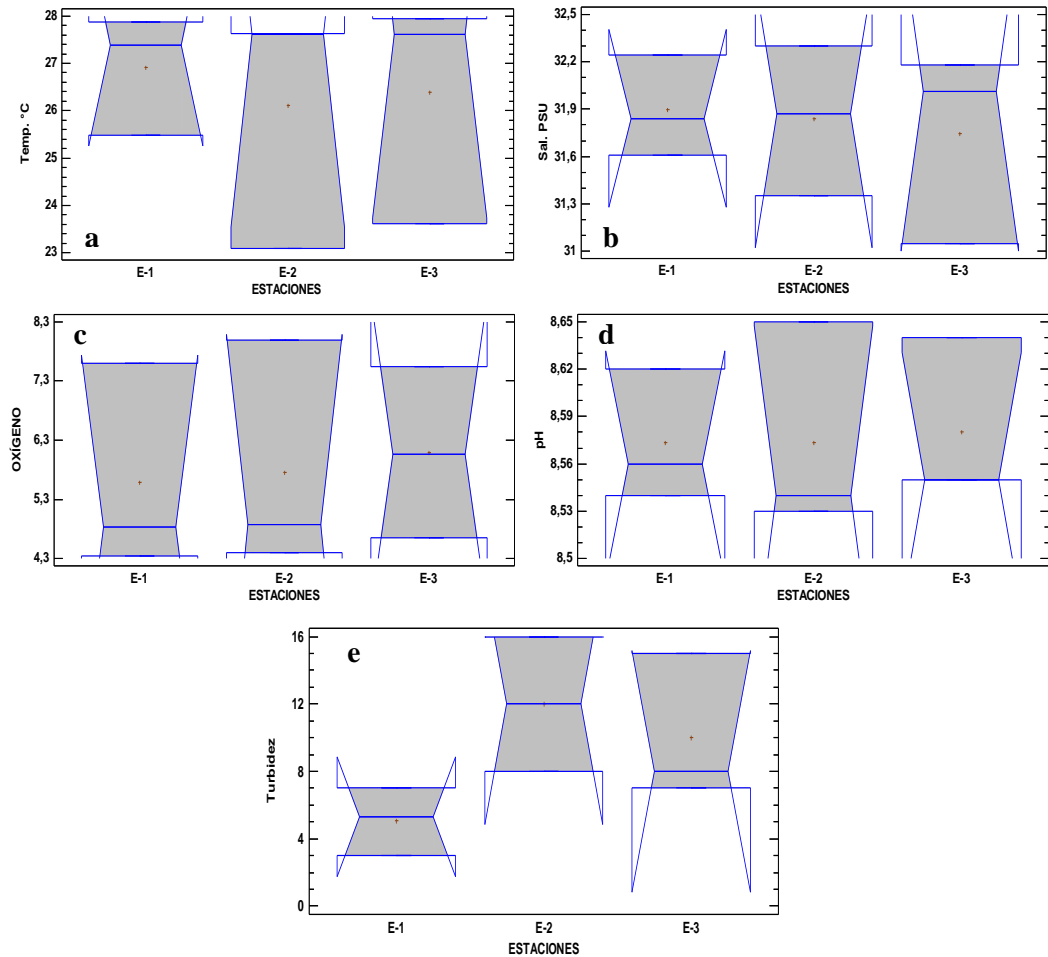 28
27
26
25
24
23
Temp. °C
a
E-1 E-2 E-3
ESTACIONES
32,5
32,2
31,9
31,6
31,3
31
Sal. PSU
b
E-1 E-2 E-3
ESTACIONES
8,3
7,3
6,3
5,3
4,3
OXÍGENO
c
E-1 E-2 E-3
ESTACIONES
8,65
8,62
8,59
8,56
8,53
8,5
pH
d
E-1 E-2 E-3
ESTACIONES
16
12
8
4
0
Turbidez
e
E-1 E-2 E-3
ESTACIONES